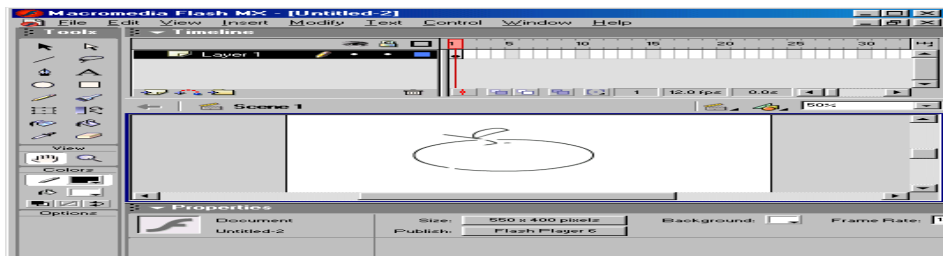 Macromedia Flash MX - [Untitled-2]
File Edit View Insert Modify Text Control Window Help
Tools Timeline
1 5 10 15 20 25 30
Layer 1
1 12.0 fps 0.0s
Scene 1 50%
View
Colors
Options
Properties
Document Size: 550 x 400 pixels Background: Frame Rate: 1
Untitled-2 Publish: Flash Player 6